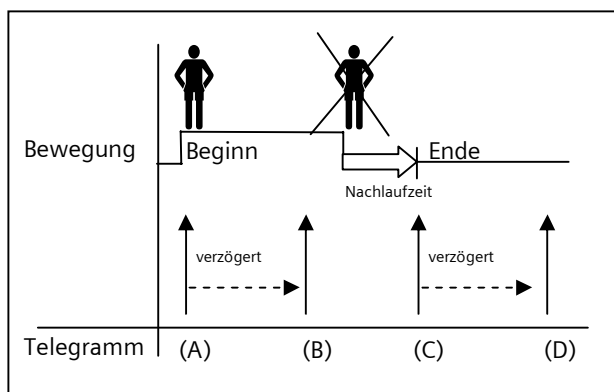 Bewegung Beginn Ende
Nachlaufzeit
verzögert verzögert
Telegramm (A) (B) (C) (D)